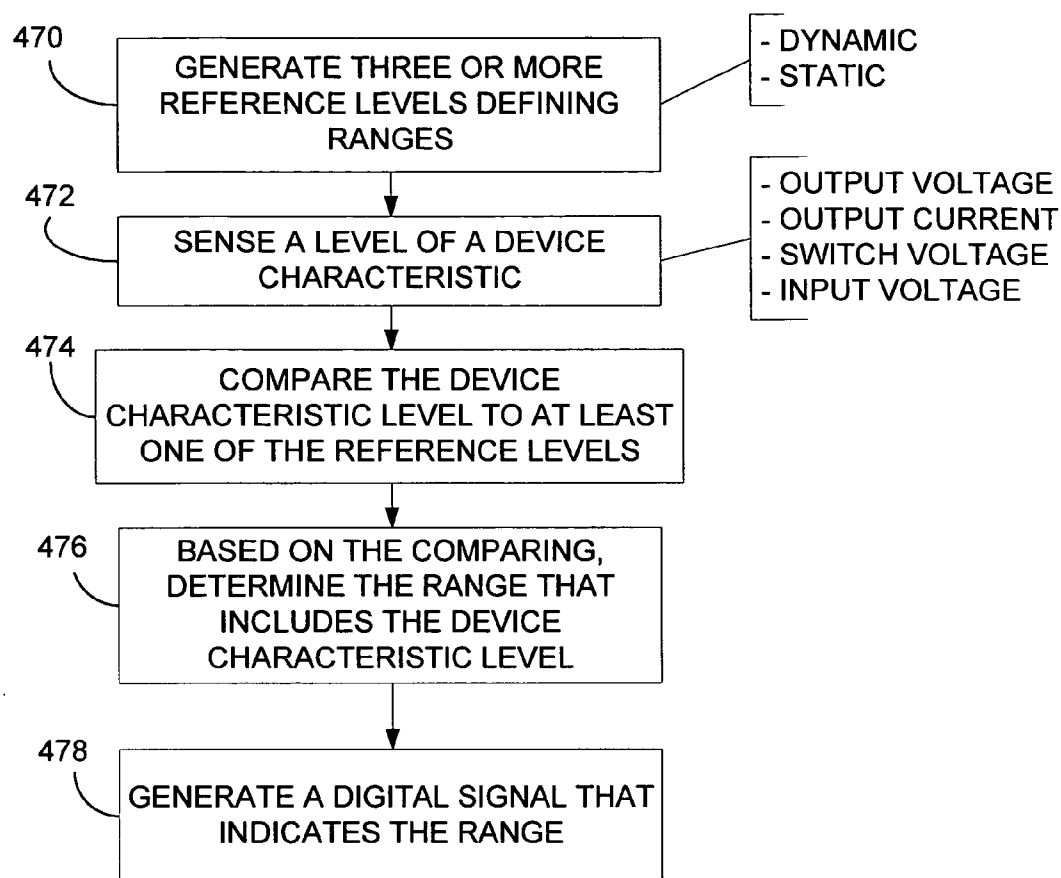 470
GENERATE THREE OR MORE
REFERENCE LEVELS DEFINING
RANGES
- DYNAMIC
- STATIC
472
SENSE A LEVEL OF A DEVICE
CHARACTERISTIC
- OUTPUT VOLTAGE
- OUTPUT CURRENT
- SWITCH VOLTAGE
- INPUT VOLTAGE
474
COMPARE THE DEVICE
CHARACTERISTIC LEVEL TO AT LEAST
ONE OF THE REFERENCE LEVELS
476
BASED ON THE COMPARING,
DETERMINE THE RANGE THAT
INCLUDES THE DEVICE
CHARACTERISTIC LEVEL
478
GENERATE A DIGITAL SIGNAL THAT
INDICATES THE RANGE